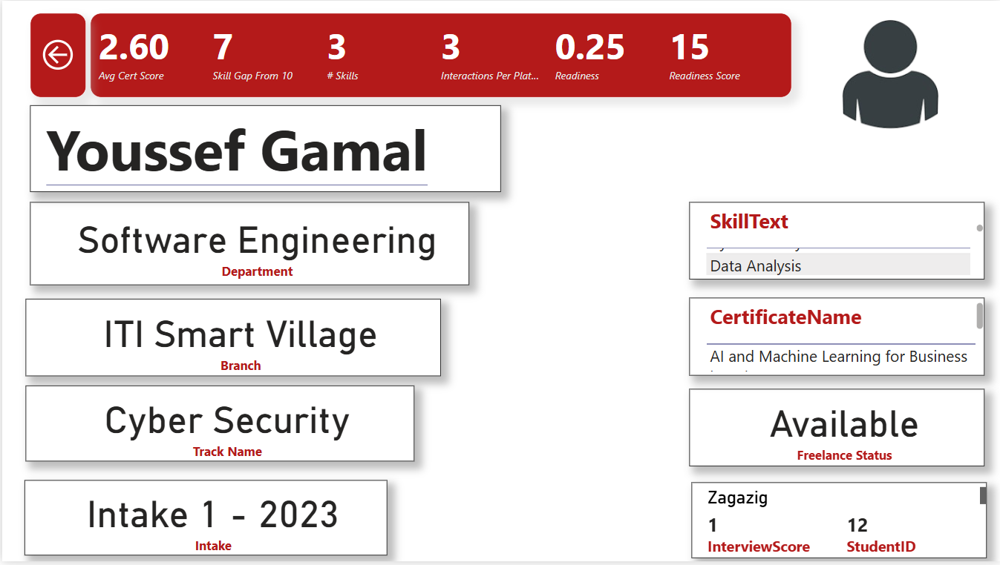 2.60
Avg Cert Score
7
Skill Gap From 10
3
# Skills
3
Interactions Per Plat...
0.25
Readiness
15
Readiness Score
Youssef Gamal
Software Engineering
Department
ITI Smart Village
Branch
Cyber Security
Track Name
Intake 1 - 2023
Intake
SkillText
Data Analysis
CertificateName
AI and Machine Learning for Business
Available
Freelance Status
Zagazig
1
InterviewScore
12
StudentID